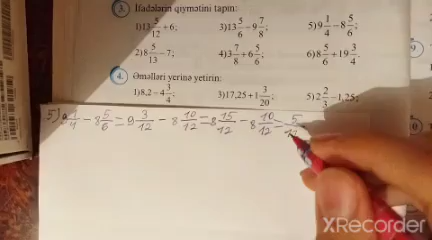 3. İfadələrin qiymətini tapın:
1) 13 5/12 + 6; 3) 13 5/6 − 9 7/8; 5) 9 1/4 − 8 5/6;
2) 8 5/13 − 7; 4) 3 7/8 + 6 5/6; 6) 8 5/6 + 19 3/4.
4. Əməlləri yerinə yetirin:
1) 8,2 − 4 3/4; 3) 17,25 + 1 3/20; 5) 2 2/3 − 1,25;
5) 9 1/4 − 8 5/6 = 9 3/12 − 8 10/12 = 8 15/12 − 8 10/12 = 5/12
XRecorder